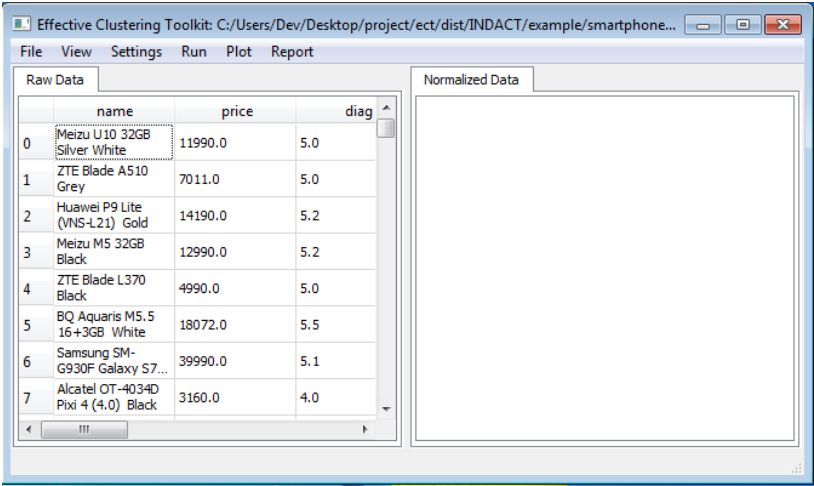 Effective Clustering Toolkit: C:/Users/Dev/Desktop/project/ect/dist/INDACT/example/smartphone...
File View Settings Run Plot Report
Raw Data
Normalized Data
name price diag
0 Meizu U10 32GB 11990.0 5.0
Silver White
1 ZTE Blade A510 7011.0 5.0
Grey
2 Huawei P9 Lite 14190.0 5.2
(VNS-L21) Gold
3 Meizu M5 32GB 12990.0 5.2
Black
4 ZTE Blade L370 4990.0 5.0
Black
5 BQ Aquaris M5.5 18072.0 5.5
16+3GB White
6 Samsung SM- 39990.0 5.1
G930F Galaxy S7...
7 Alcatel OT-4034D 3160.0 4.0
Pixi 4 (4.0) Black